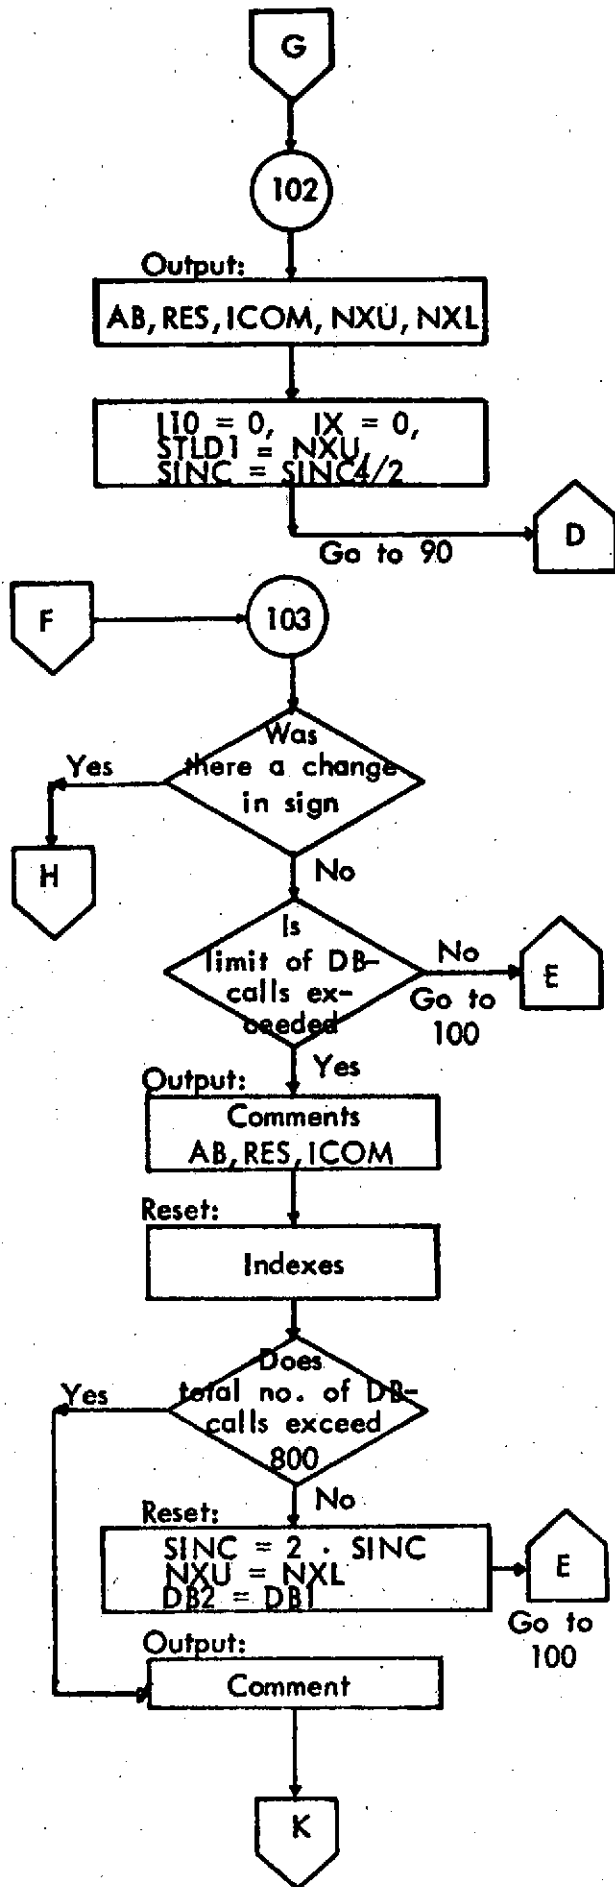 G
102
Output:
AB, RES, ICOM, NXU, NXL
I10 = 0, IX = 0,
STLD1 = NXU,
SINC = SINC4/2
Go to 90
D
F
103
Was
there a change
in sign
Yes
H
No
Is
limit of DB-
calls ex-
ceeded
No
Go to
100
E
Yes
Output:
Comments
AB, RES, ICOM
Reset:
Indexes
Does
total no. of DB-
calls exceed
800
Yes
No
Reset:
SINC = 2 · SINC
NXU = NXL
DB2 = DB1
E
Go to
100
Output:
Comment
K